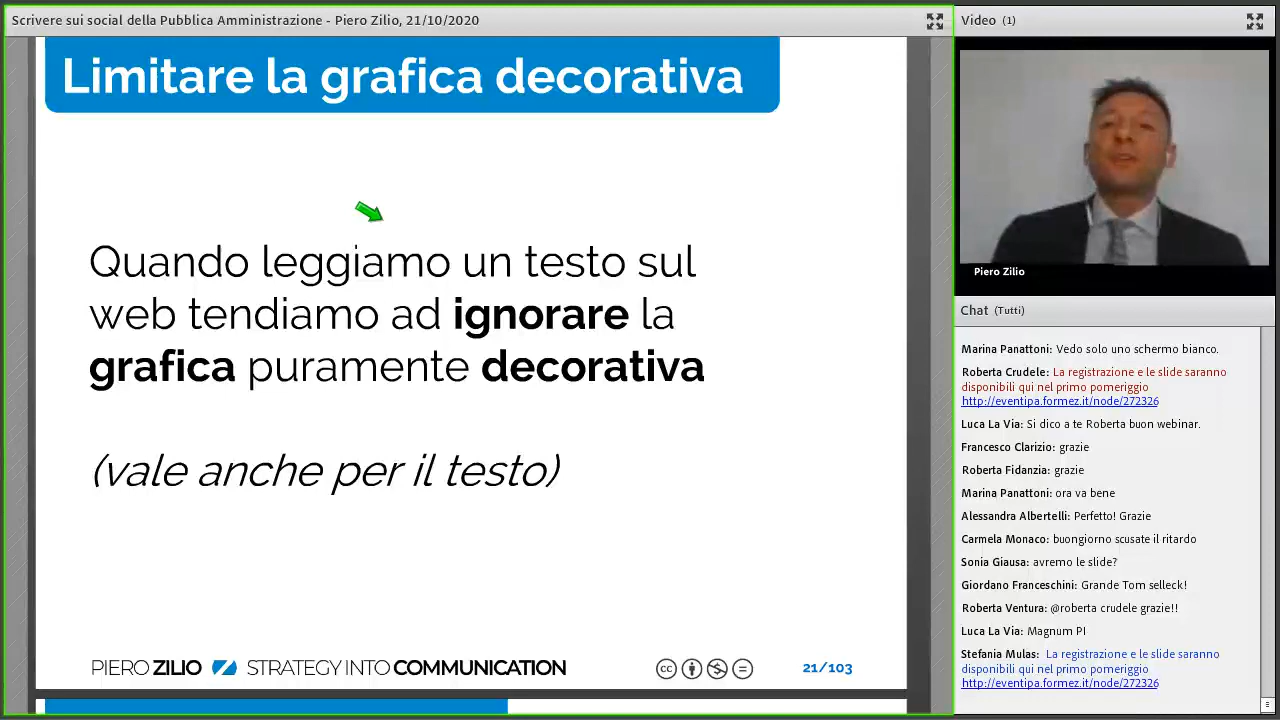 Scrivere sui social della Pubblica Amministrazione - Piero Zilio, 21/10/2020
Limitare la grafica decorativa
Quando leggiamo un testo sul
web tendiamo ad ignorare la
grafica puramente decorativa
(vale anche per il testo)
PIERO ZILIO STRATEGY INTO COMMUNICATION
cc
21/103
Video (1)
Piero Zilio
Chat (Tutti)
Marina Panattoni: Vedo solo uno schermo bianco.
Roberta Crudele: La registrazione e le slide saranno
disponibili qui nel primo pomeriggio
http://eventipa.formez.it/node/272326
Luca La Via: Si dico a te Roberta buon webinar.
Francesco Clarizio: grazie
Roberta Fidanzia: grazie
Marina Panattoni: ora va bene
Alessandra Albertelli: Perfetto! Grazie
Carmela Monaco: buongiorno scusate il ritardo
Sonia Giausa: avremo le slide?
Giordano Franceschini: Grande Tom selleck!
Roberta Ventura: @roberta crudele grazie!!
Luca La Via: Magnum PI
Stefania Mulas: La registrazione e le slide saranno
disponibili qui nel primo pomeriggio
http://eventipa.formez.it/node/272326